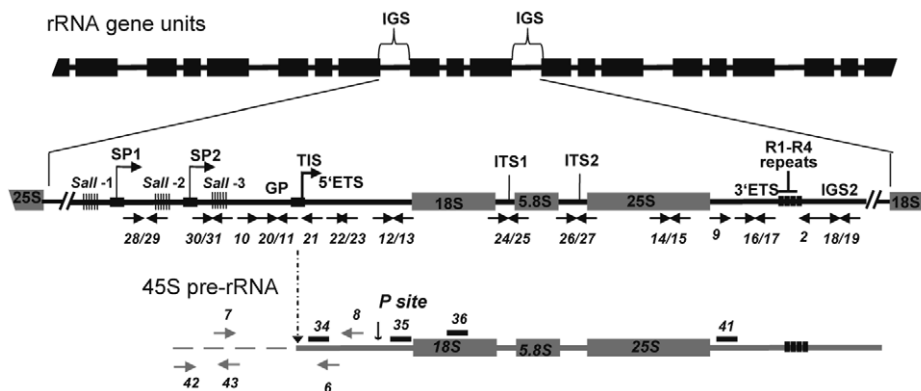 rRNA gene units
IGS IGS
R1-R4
repeats
SP1 SP2 TIS ITS1 ITS2
SalI -1 SalI -2 SalI -3 GP 5'ETS 3'ETS IGS2
25S 18S 5.8S 25S 18S
28/29 30/31 10 20/11 21 22/23 12/13 24/25 26/27 14/15 9 16/17 2 18/19
45S pre-rRNA
7 34 8 P site 35 36 41
18S 5.8S 25S
42 43 6